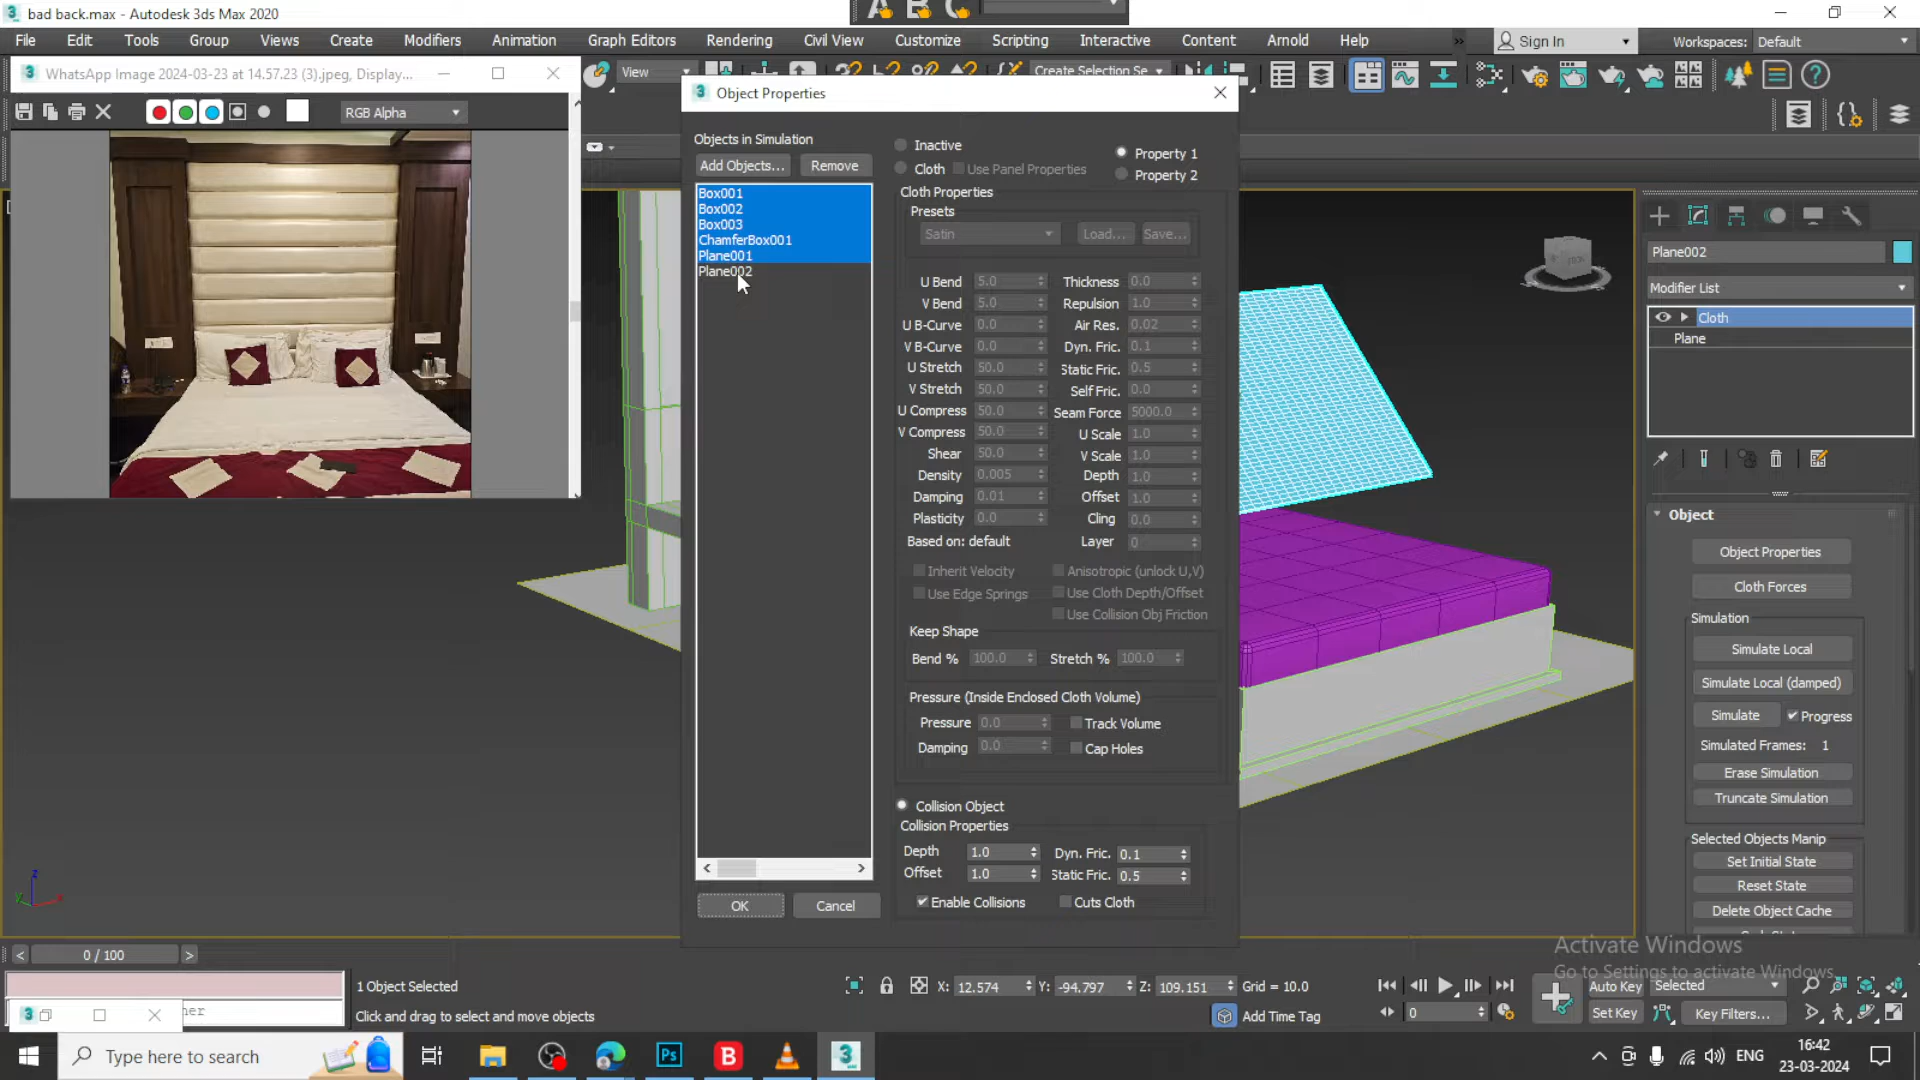 bad back.max - Autodesk 3ds Max 2020
File Edit Tools Group Views Create Modifiers Animation Graph Editors Rendering Civil View Customize Scripting Interactive Content Arnold Help
Sign In
Workspaces: Default
WhatsApp Image 2024-03-23 at 14.57.23 (3).jpeg, Display...
RGB Alpha
View
Create Selection Se
Object Properties
Objects in Simulation
Add Objects... Remove
Box001
Box002
Box003
ChamferBox001
Plane001
Plane002
OK Cancel
Inactive
Cloth Use Panel Properties
Property 1
Property 2
Cloth Properties
Presets
Satin Load... Save...
U Bend 5.0 Thickness 0.0
V Bend 5.0 Repulsion 1.0
U B-Curve 0.0 Air Res. 0.02
V B-Curve 0.0 Dyn. Fric. 0.1
U Stretch 50.0 Static Fric. 0.5
V Stretch 50.0 Self Fric. 0.0
U Compress 50.0 Seam Force 5000.0
V Compress 50.0 U Scale 1.0
Shear 50.0 V Scale 1.0
Density 0.005 Depth 1.0
Damping 0.01 Offset 1.0
Plasticity 0.0 Cling 0.0
Based on: default Layer 0
Inherit Velocity Anisotropic (unlock U,V)
Use Edge Springs Use Cloth Depth/Offset
Use Collision Obj Friction
Keep Shape
Bend % 100.0 Stretch % 100.0
Pressure (Inside Enclosed Cloth Volume)
Pressure 0.0 Track Volume
Damping 0.0 Cap Holes
Collision Object
Collision Properties
Depth 1.0 Dyn. Fric. 0.1
Offset 1.0 Static Fric. 0.5
Enable Collisions Cuts Cloth
Plane002
Modifier List
Cloth
Plane
Object
Object Properties
Cloth Forces
Simulation
Simulate Local
Simulate Local (damped)
Simulate Progress
Simulated Frames: 1
Erase Simulation
Truncate Simulation
Selected Objects Manip
Set Initial State
Reset State
Delete Object Cache
Activate Windows
Go to Settings to activate Windows.
< 0 / 100 >
1 Object Selected
Click and drag to select and move objects
X: 12.574 Y: -94.797 Z: 109.151 Grid = 10.0
Add Time Tag
0
Auto Key Selected
Set Key Key Filters...
Type here to search
Ps
B
3
ENG
16:42
23-03-2024